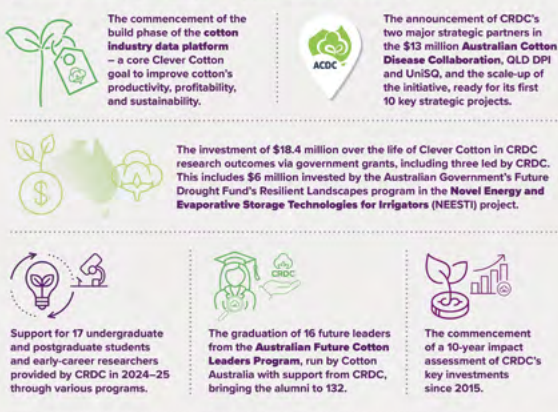 The commencement of the
build phase of the cotton
industry data platform
– a core Clever Cotton
goal to improve cotton's
productivity, profitability,
and sustainability.
ACDC
The announcement of CRDC's
two major strategic partners in
the $13 million Australian Cotton
Disease Collaboration, QLD DPI
and UniSQ, and the scale-up of
the initiative, ready for its first
10 key strategic projects.
$
The investment of $18.4 million over the life of Clever Cotton in CRDC
research outcomes via government grants, including three led by CRDC.
This includes $6 million invested by the Australian Government's Future
Drought Fund's Resilient Landscapes program in the Novel Energy and
Evaporative Storage Technologies for Irrigators (NEESTI) project.
Support for 17 undergraduate
and postgraduate students
and early-career researchers
provided by CRDC in 2024–25
through various programs.
CRDC
The graduation of 16 future leaders
from the Australian Future Cotton
Leaders Program, run by Cotton
Australia with support from CRDC,
bringing the alumni to 132.
The commencement
of a 10-year impact
assessment of CRDC's
key investments
since 2015.